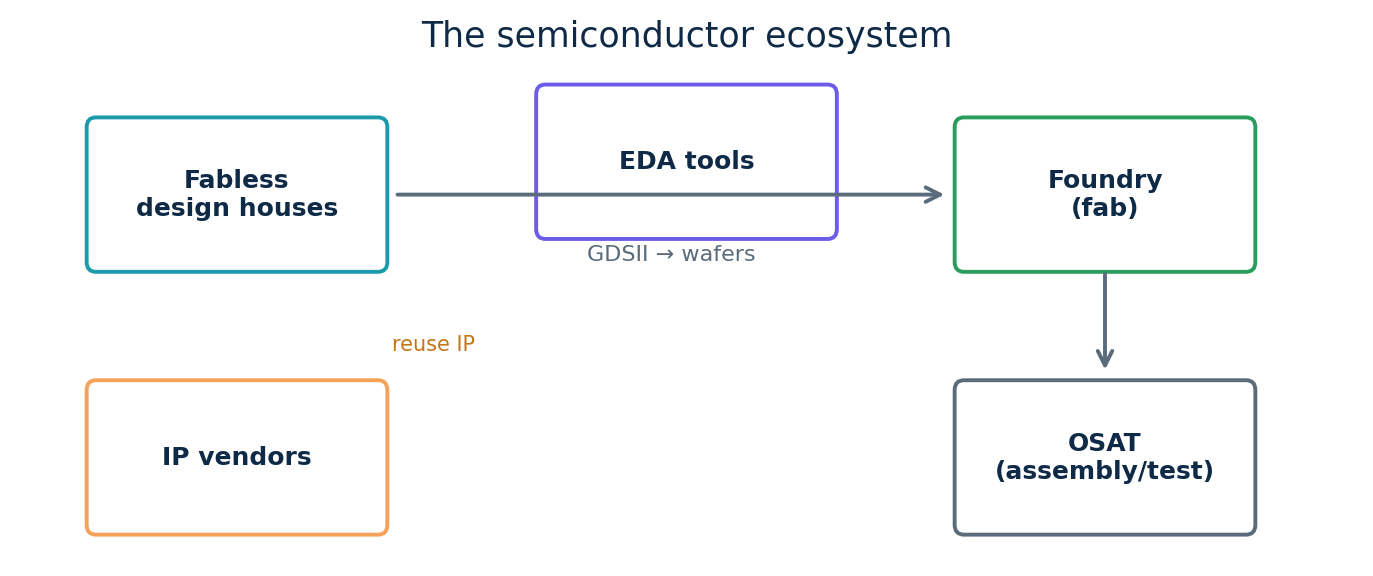 The semiconductor ecosystem
Fabless
design houses
EDA tools
Foundry
(fab)
GDSII → wafers
reuse IP
IP vendors
OSAT
(assembly/test)